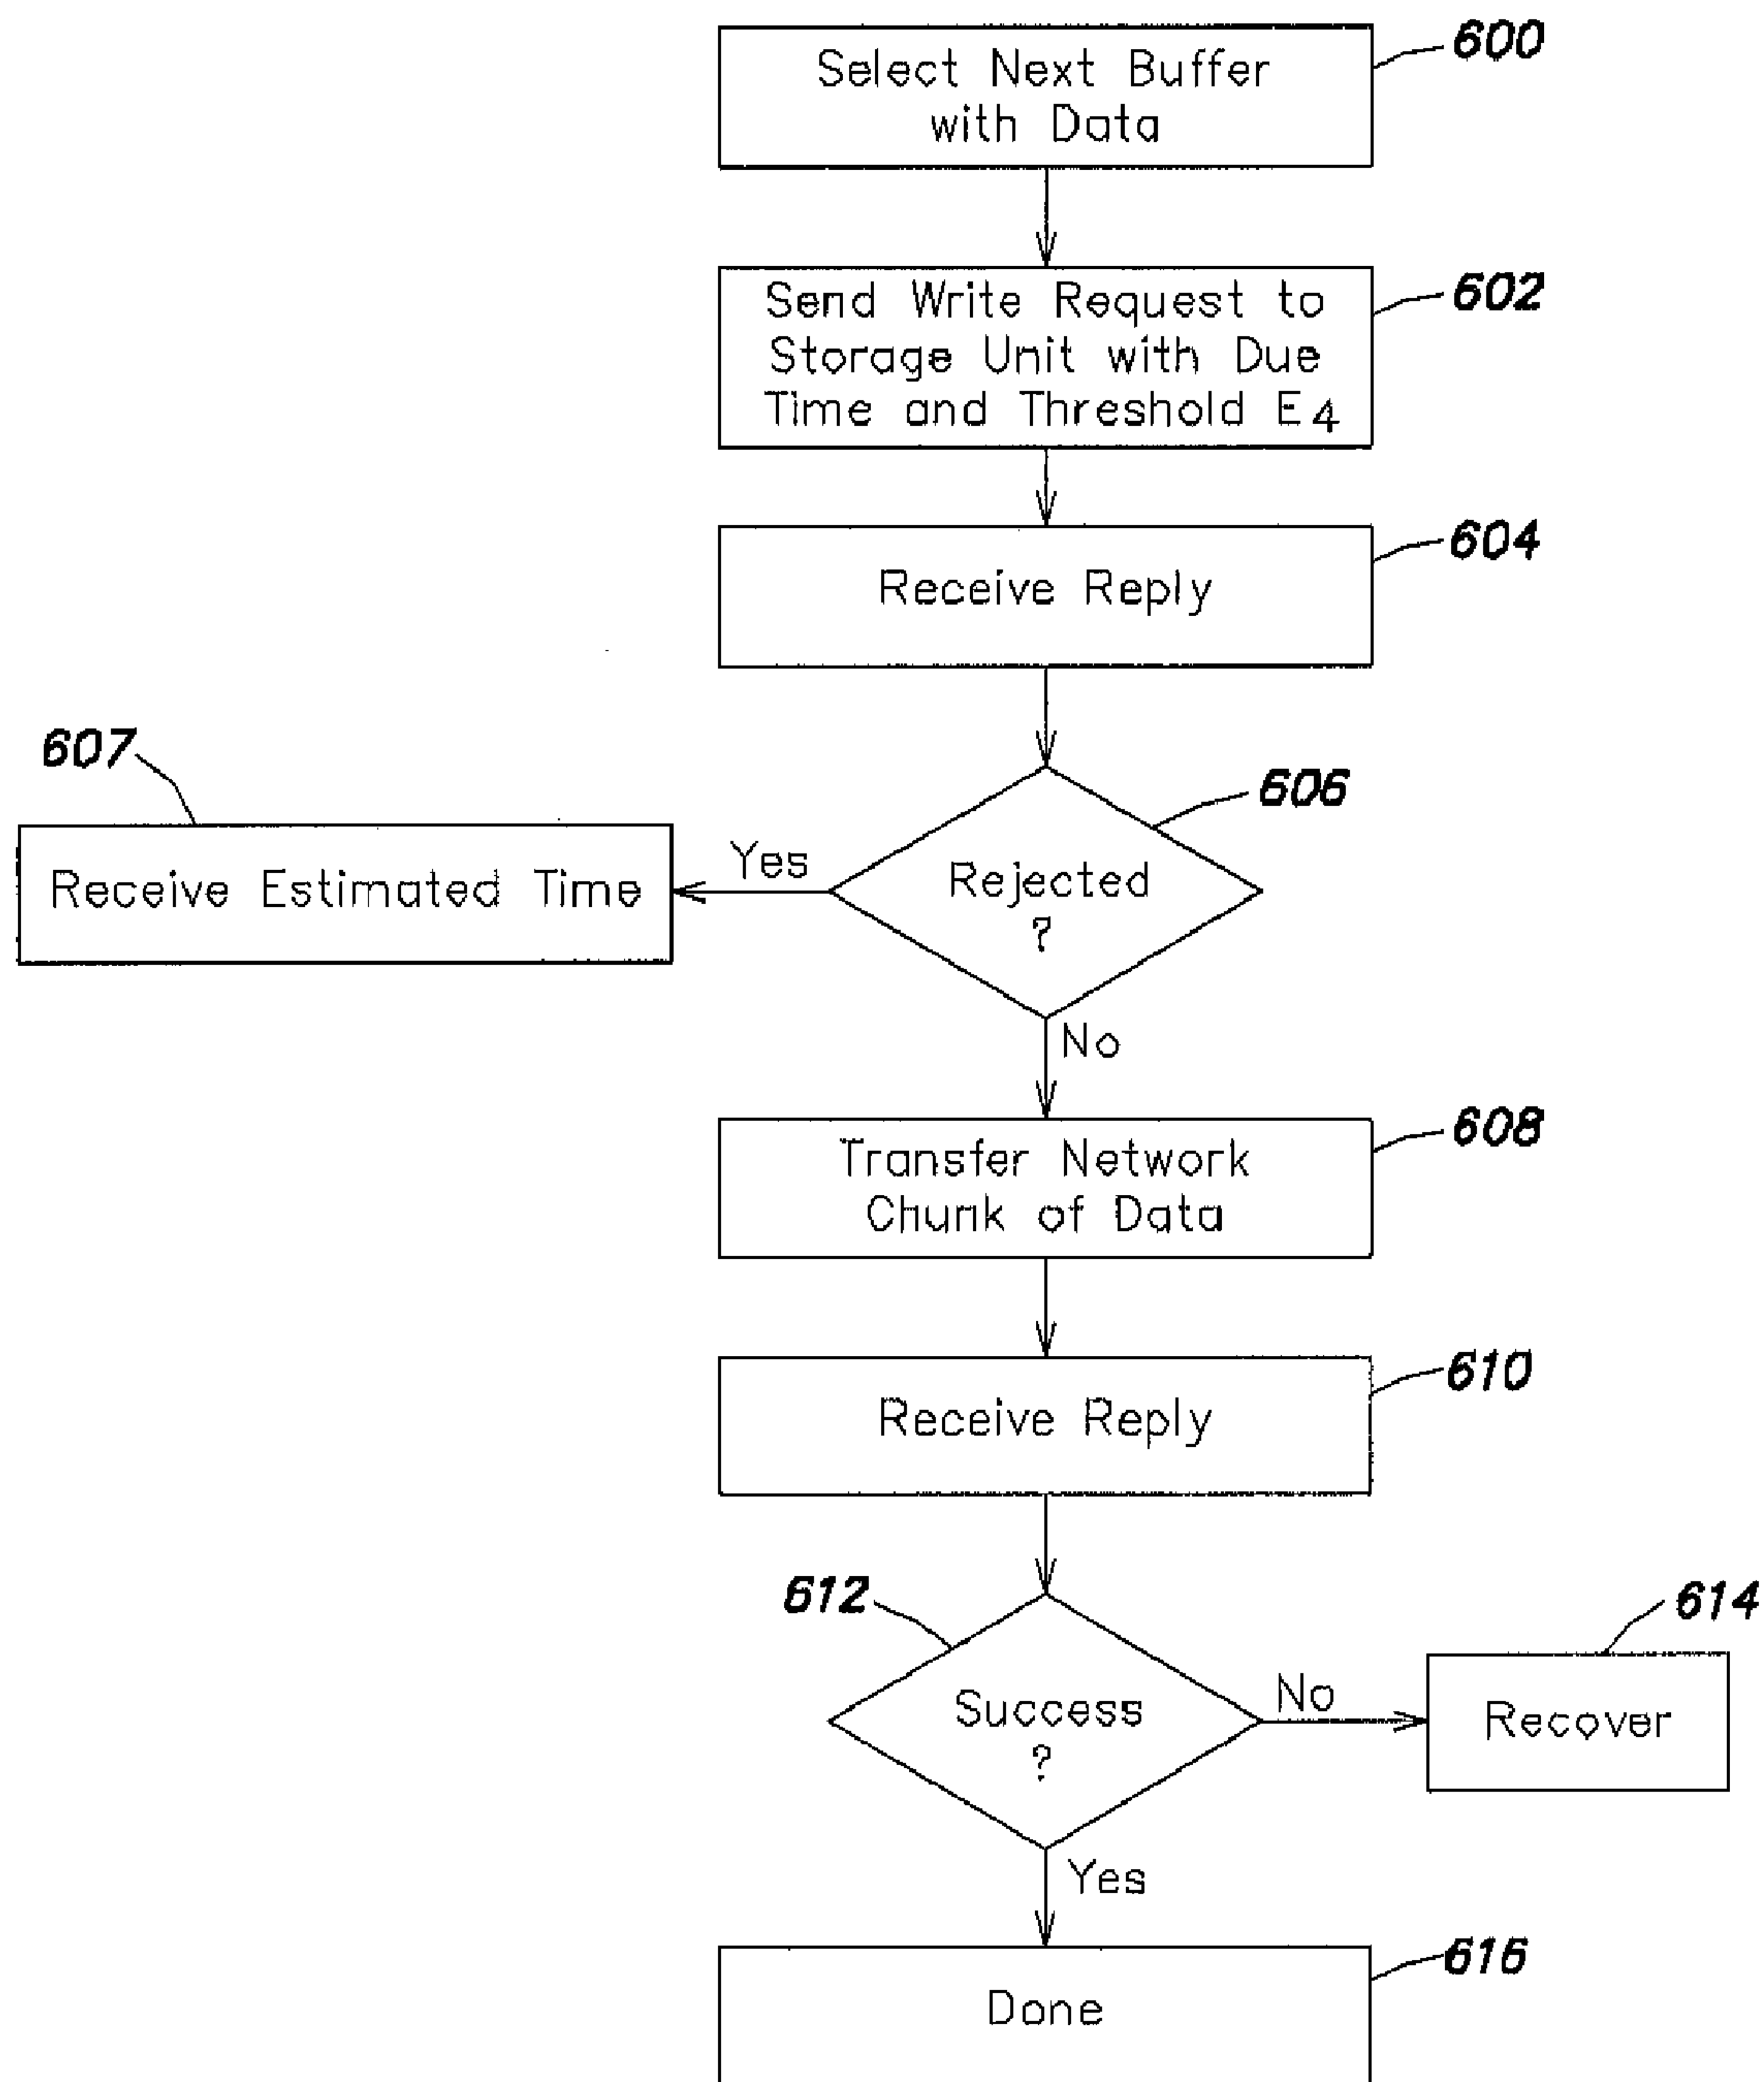 Select Next Buffer
with Data
600
Send Write Request to
Storage Unit with Due
Time and Threshold E4
602
Receive Reply
604
607
Receive Estimated Time
Yes
Rejected
?
606
No
Transfer Network
Chunk of Data
608
Receive Reply
610
612
Success
?
No
614
Recover
Yes
Done
616